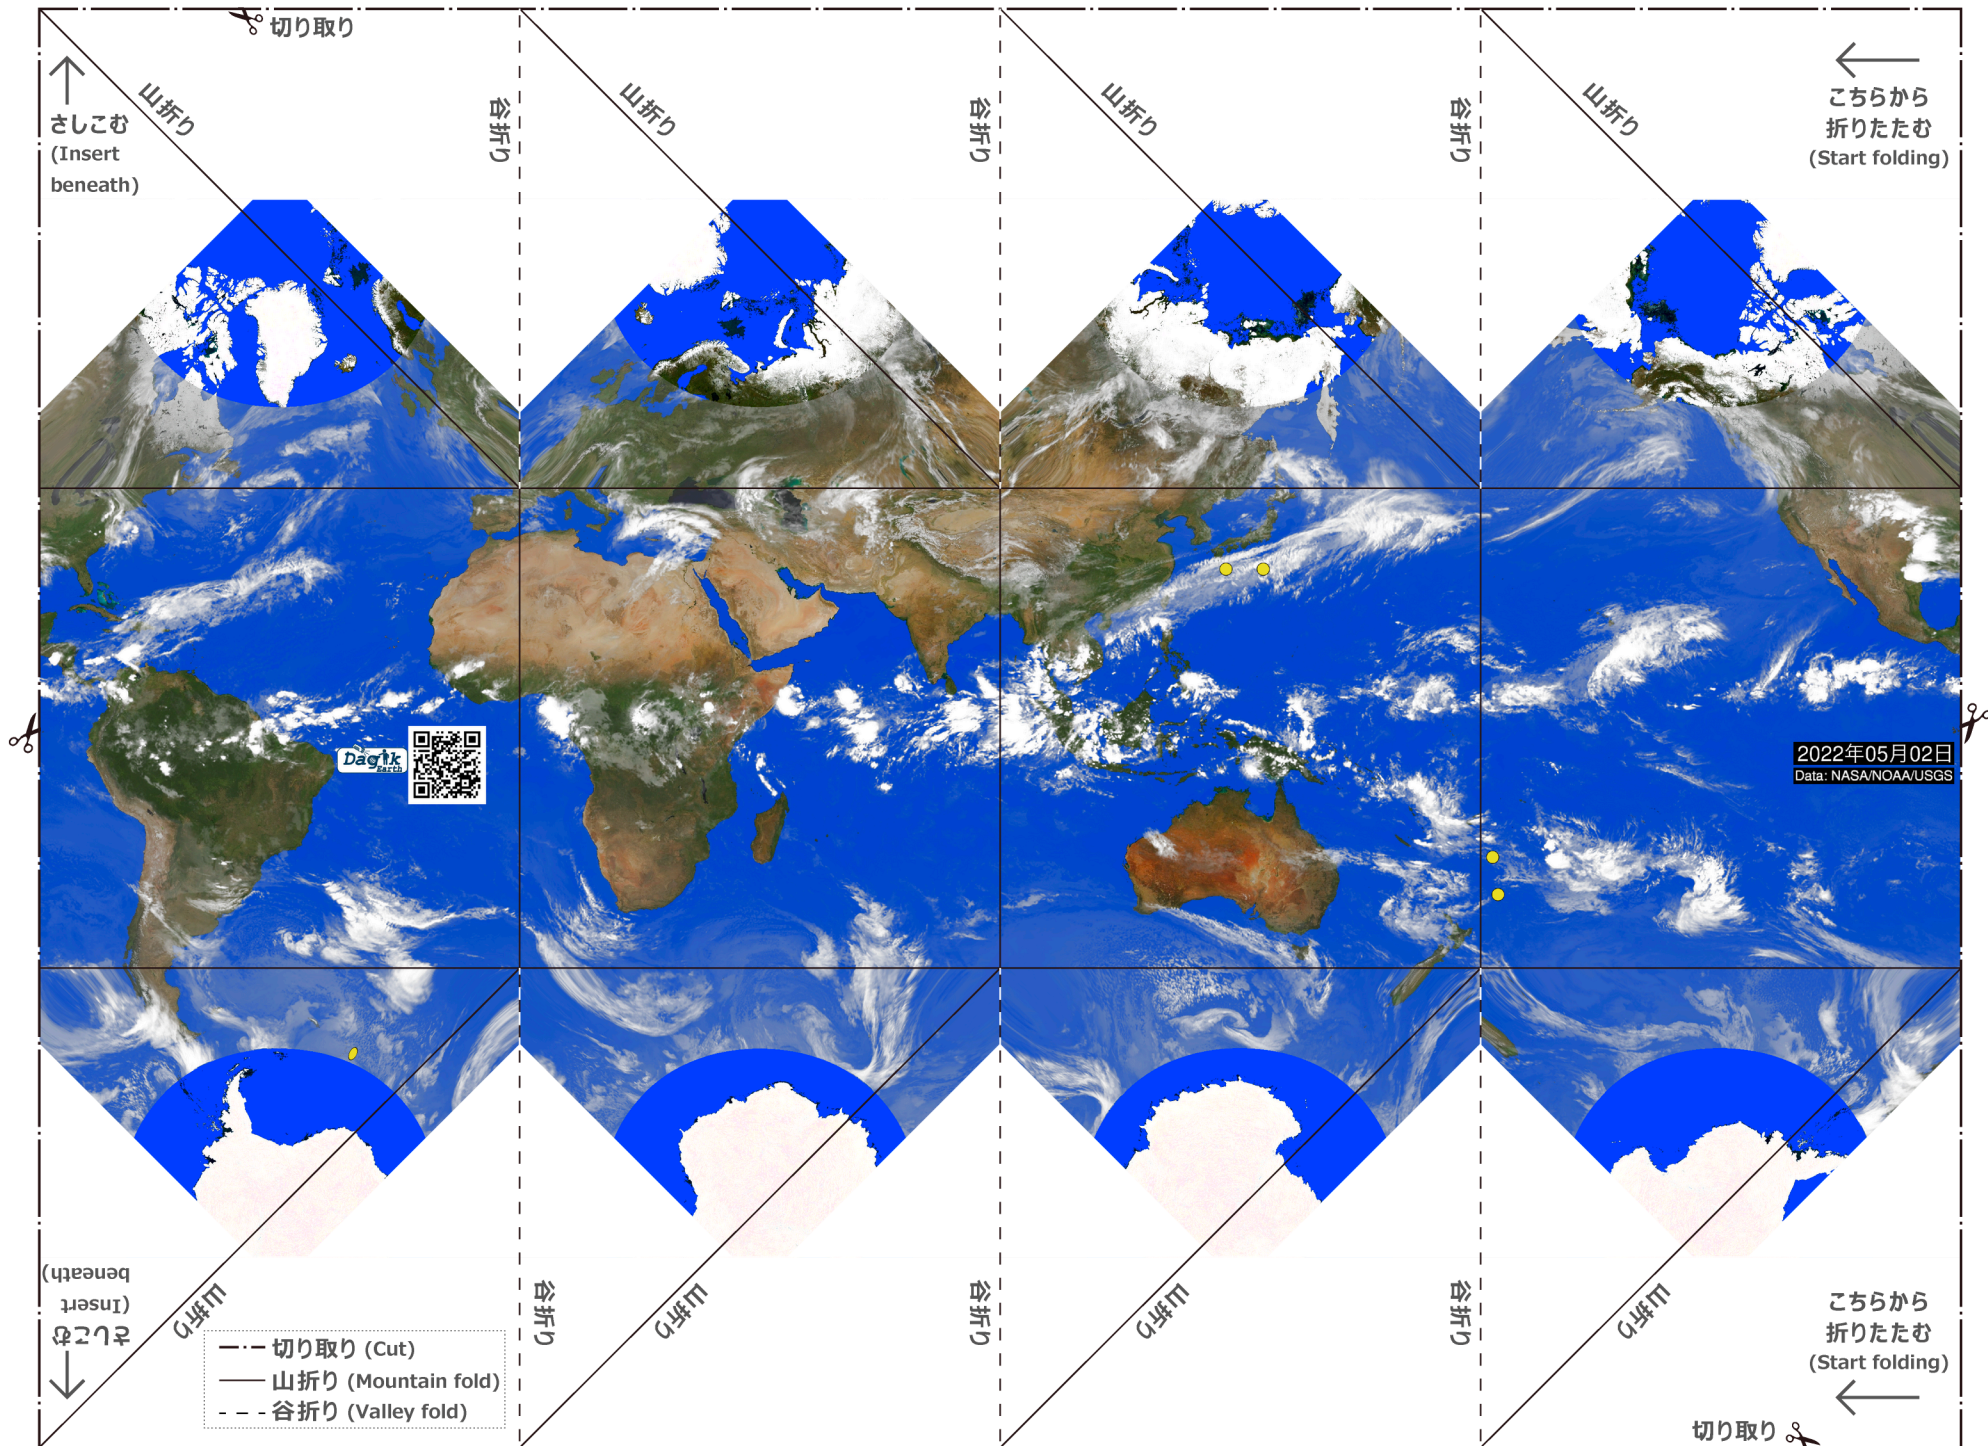 切り取り
さしこむ
(Insert
beneath)
山折り
谷折り
山折り
谷折り
山折り
谷折り
山折り
こちらから
折りたたむ
(Start folding)
Dagik
Earth
2022年05月02日
Data: NASA/NOAA/USGS
さしこむ
(Insert
beneath)
山折り
谷折り
山折り
谷折り
山折り
谷折り
山折り
こちらから
折りたたむ
(Start folding)
切り取り (Cut)
山折り (Mountain fold)
谷折り (Valley fold)
切り取り